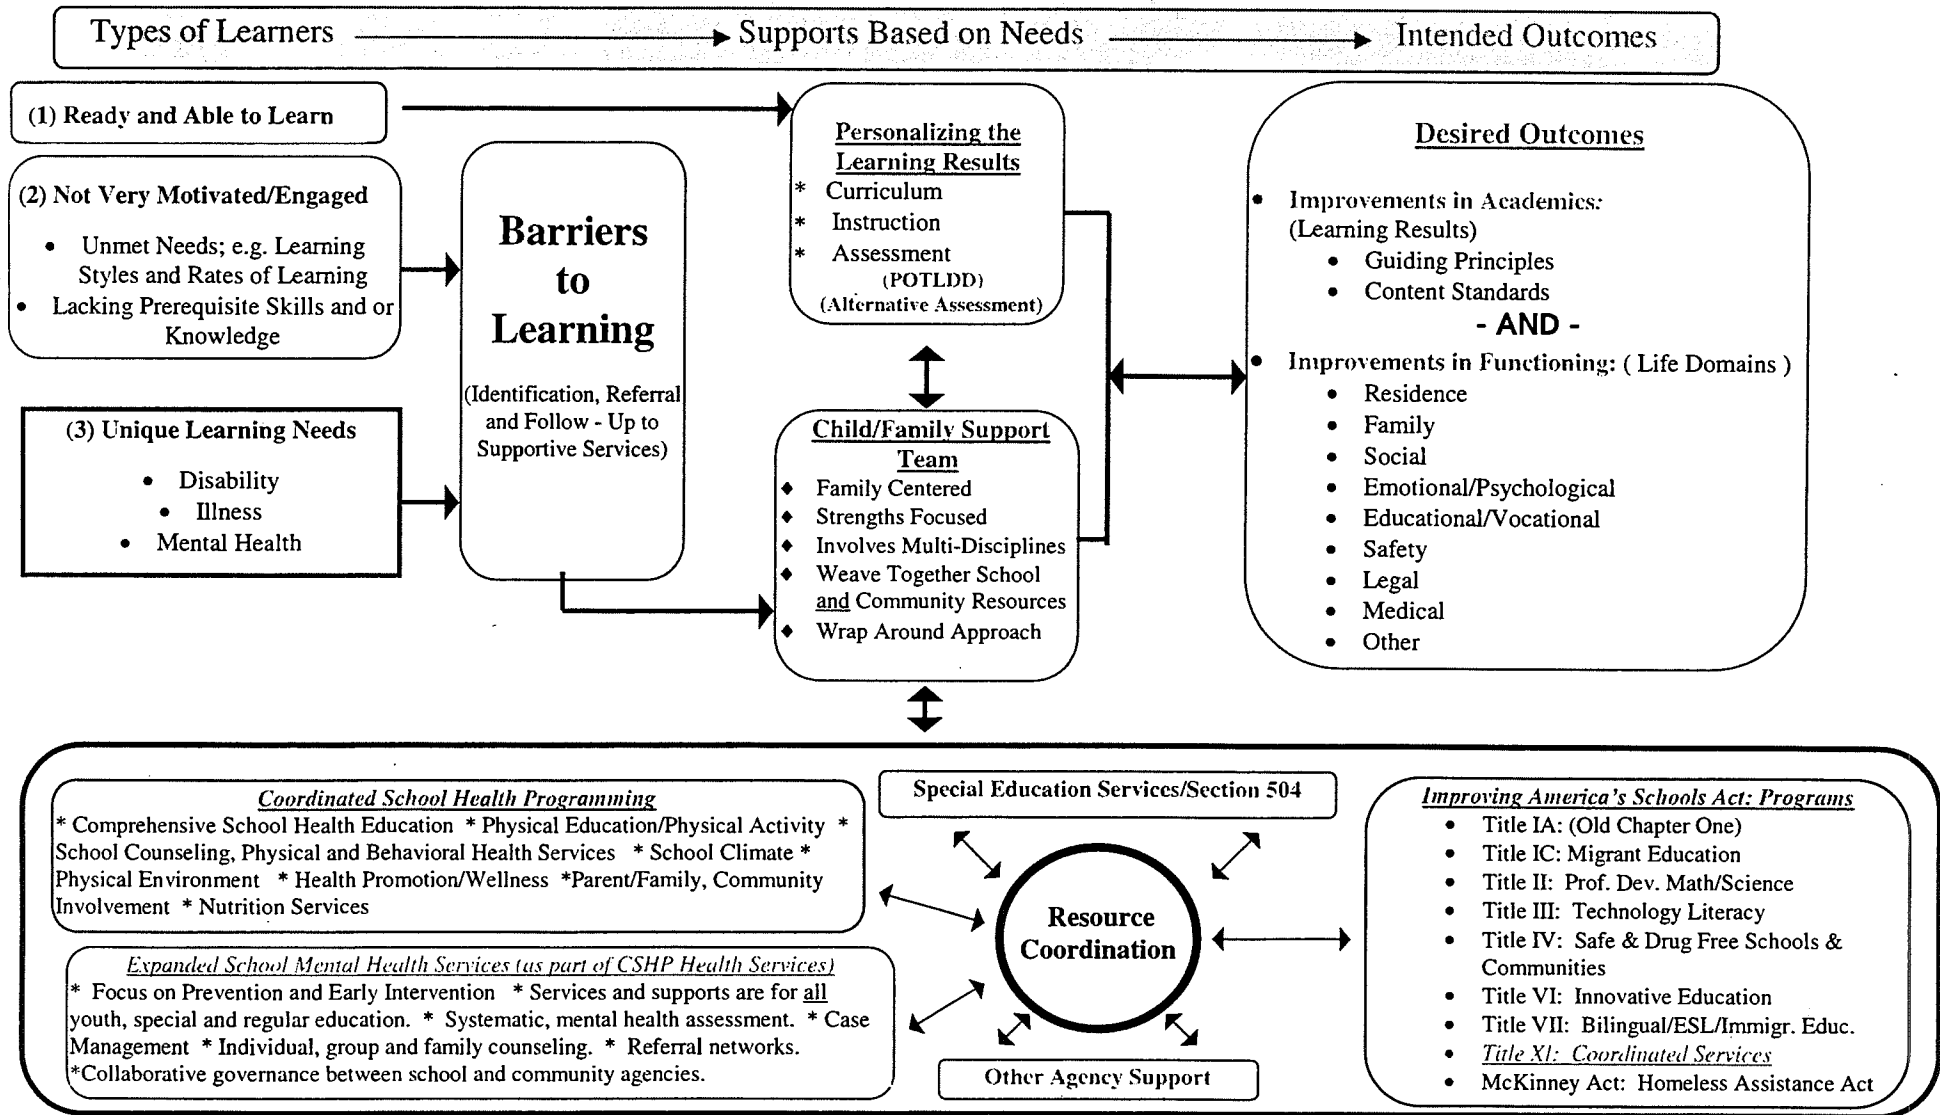 Types of Learners Supports Based on Needs Intended Outcomes
(1) Ready and Able to Learn
(2) Not Very Motivated/Engaged
• Unmet Needs; e.g. Learning
Styles and Rates of Learning
• Lacking Prerequisite Skills and or
Knowledge
(3) Unique Learning Needs
• Disability
• Illness
• Mental Health
Barriers
to
Learning
(Identification, Referral
and Follow - Up to
Supportive Services)
Personalizing the
Learning Results
* Curriculum
* Instruction
* Assessment
(POTLDD)
(Alternative Assessment)
Child/Family Support
Team
♦ Family Centered
♦ Strengths Focused
♦ Involves Multi-Disciplines
♦ Weave Together School
and Community Resources
♦ Wrap Around Approach
Desired Outcomes
• Improvements in Academics:
(Learning Results)
• Guiding Principles
• Content Standards
- AND -
• Improvements in Functioning: ( Life Domains )
• Residence
• Family
• Social
• Emotional/Psychological
• Educational/Vocational
• Safety
• Legal
• Medical
• Other
Coordinated School Health Programming
* Comprehensive School Health Education * Physical Education/Physical Activity *
School Counseling, Physical and Behavioral Health Services * School Climate *
Physical Environment * Health Promotion/Wellness *Parent/Family, Community
Involvement * Nutrition Services
Expanded School Mental Health Services (as part of CSHP Health Services)
* Focus on Prevention and Early Intervention * Services and supports are for all
youth, special and regular education. * Systematic, mental health assessment. * Case
Management * Individual, group and family counseling. * Referral networks.
*Collaborative governance between school and community agencies.
Special Education Services/Section 504
Resource
Coordination
Other Agency Support
Improving America's Schools Act: Programs
• Title IA: (Old Chapter One)
• Title IC: Migrant Education
• Title II: Prof. Dev. Math/Science
• Title III: Technology Literacy
• Title IV: Safe & Drug Free Schools &
Communities
• Title VI: Innovative Education
• Title VII: Bilingual/ESL/Immigr. Educ.
• Title XI: Coordinated Services
• McKinney Act: Homeless Assistance Act